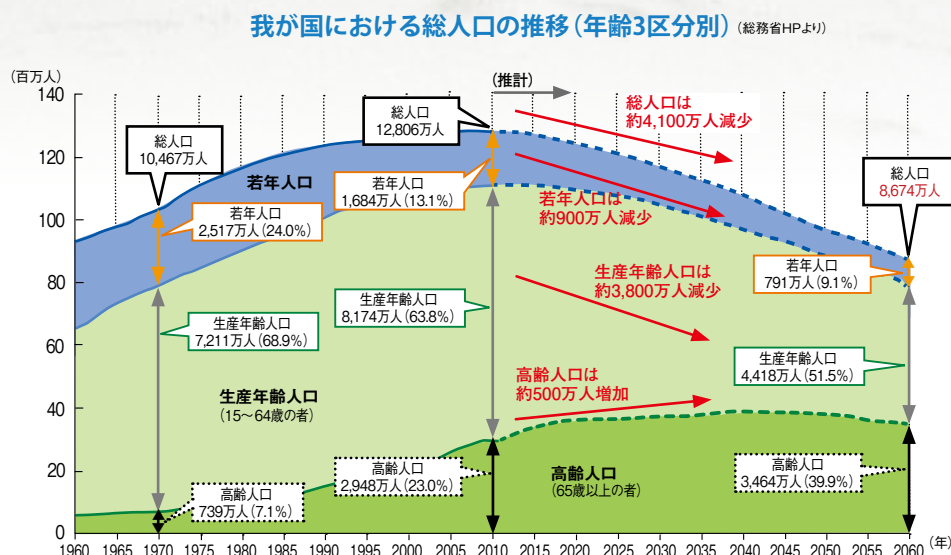 我が国における総人口の推移（年齢3区分別）（総務省HPより）
（百万人）
（推計）
140
120
100
80
60
40
20
0
総人口
10,467万人
総人口
12,806万人
総人口は
約4,100万人減少
総人口
8,674万人
若年人口
若年人口
2,517万人（24.0%）
若年人口
1,684万人（13.1%）
若年人口は
約900万人減少
若年人口
791万人（9.1%）
生産年齢人口
7,211万人（68.9%）
生産年齢人口
8,174万人（63.8%）
生産年齢人口は
約3,800万人減少
生産年齢人口
4,418万人（51.5%）
生産年齢人口
（15～64歳の者）
高齢人口は
約500万人増加
高齢人口
739万人（7.1%）
高齢人口
2,948万人（23.0%）
高齢人口
（65歳以上の者）
高齢人口
3,464万人（39.9%）
1960 1965 1970 1975 1980 1985 1990 1995 2000 2005 2010 2015 2020 2025 2030 2035 2040 2045 2050 2055 2060（年）